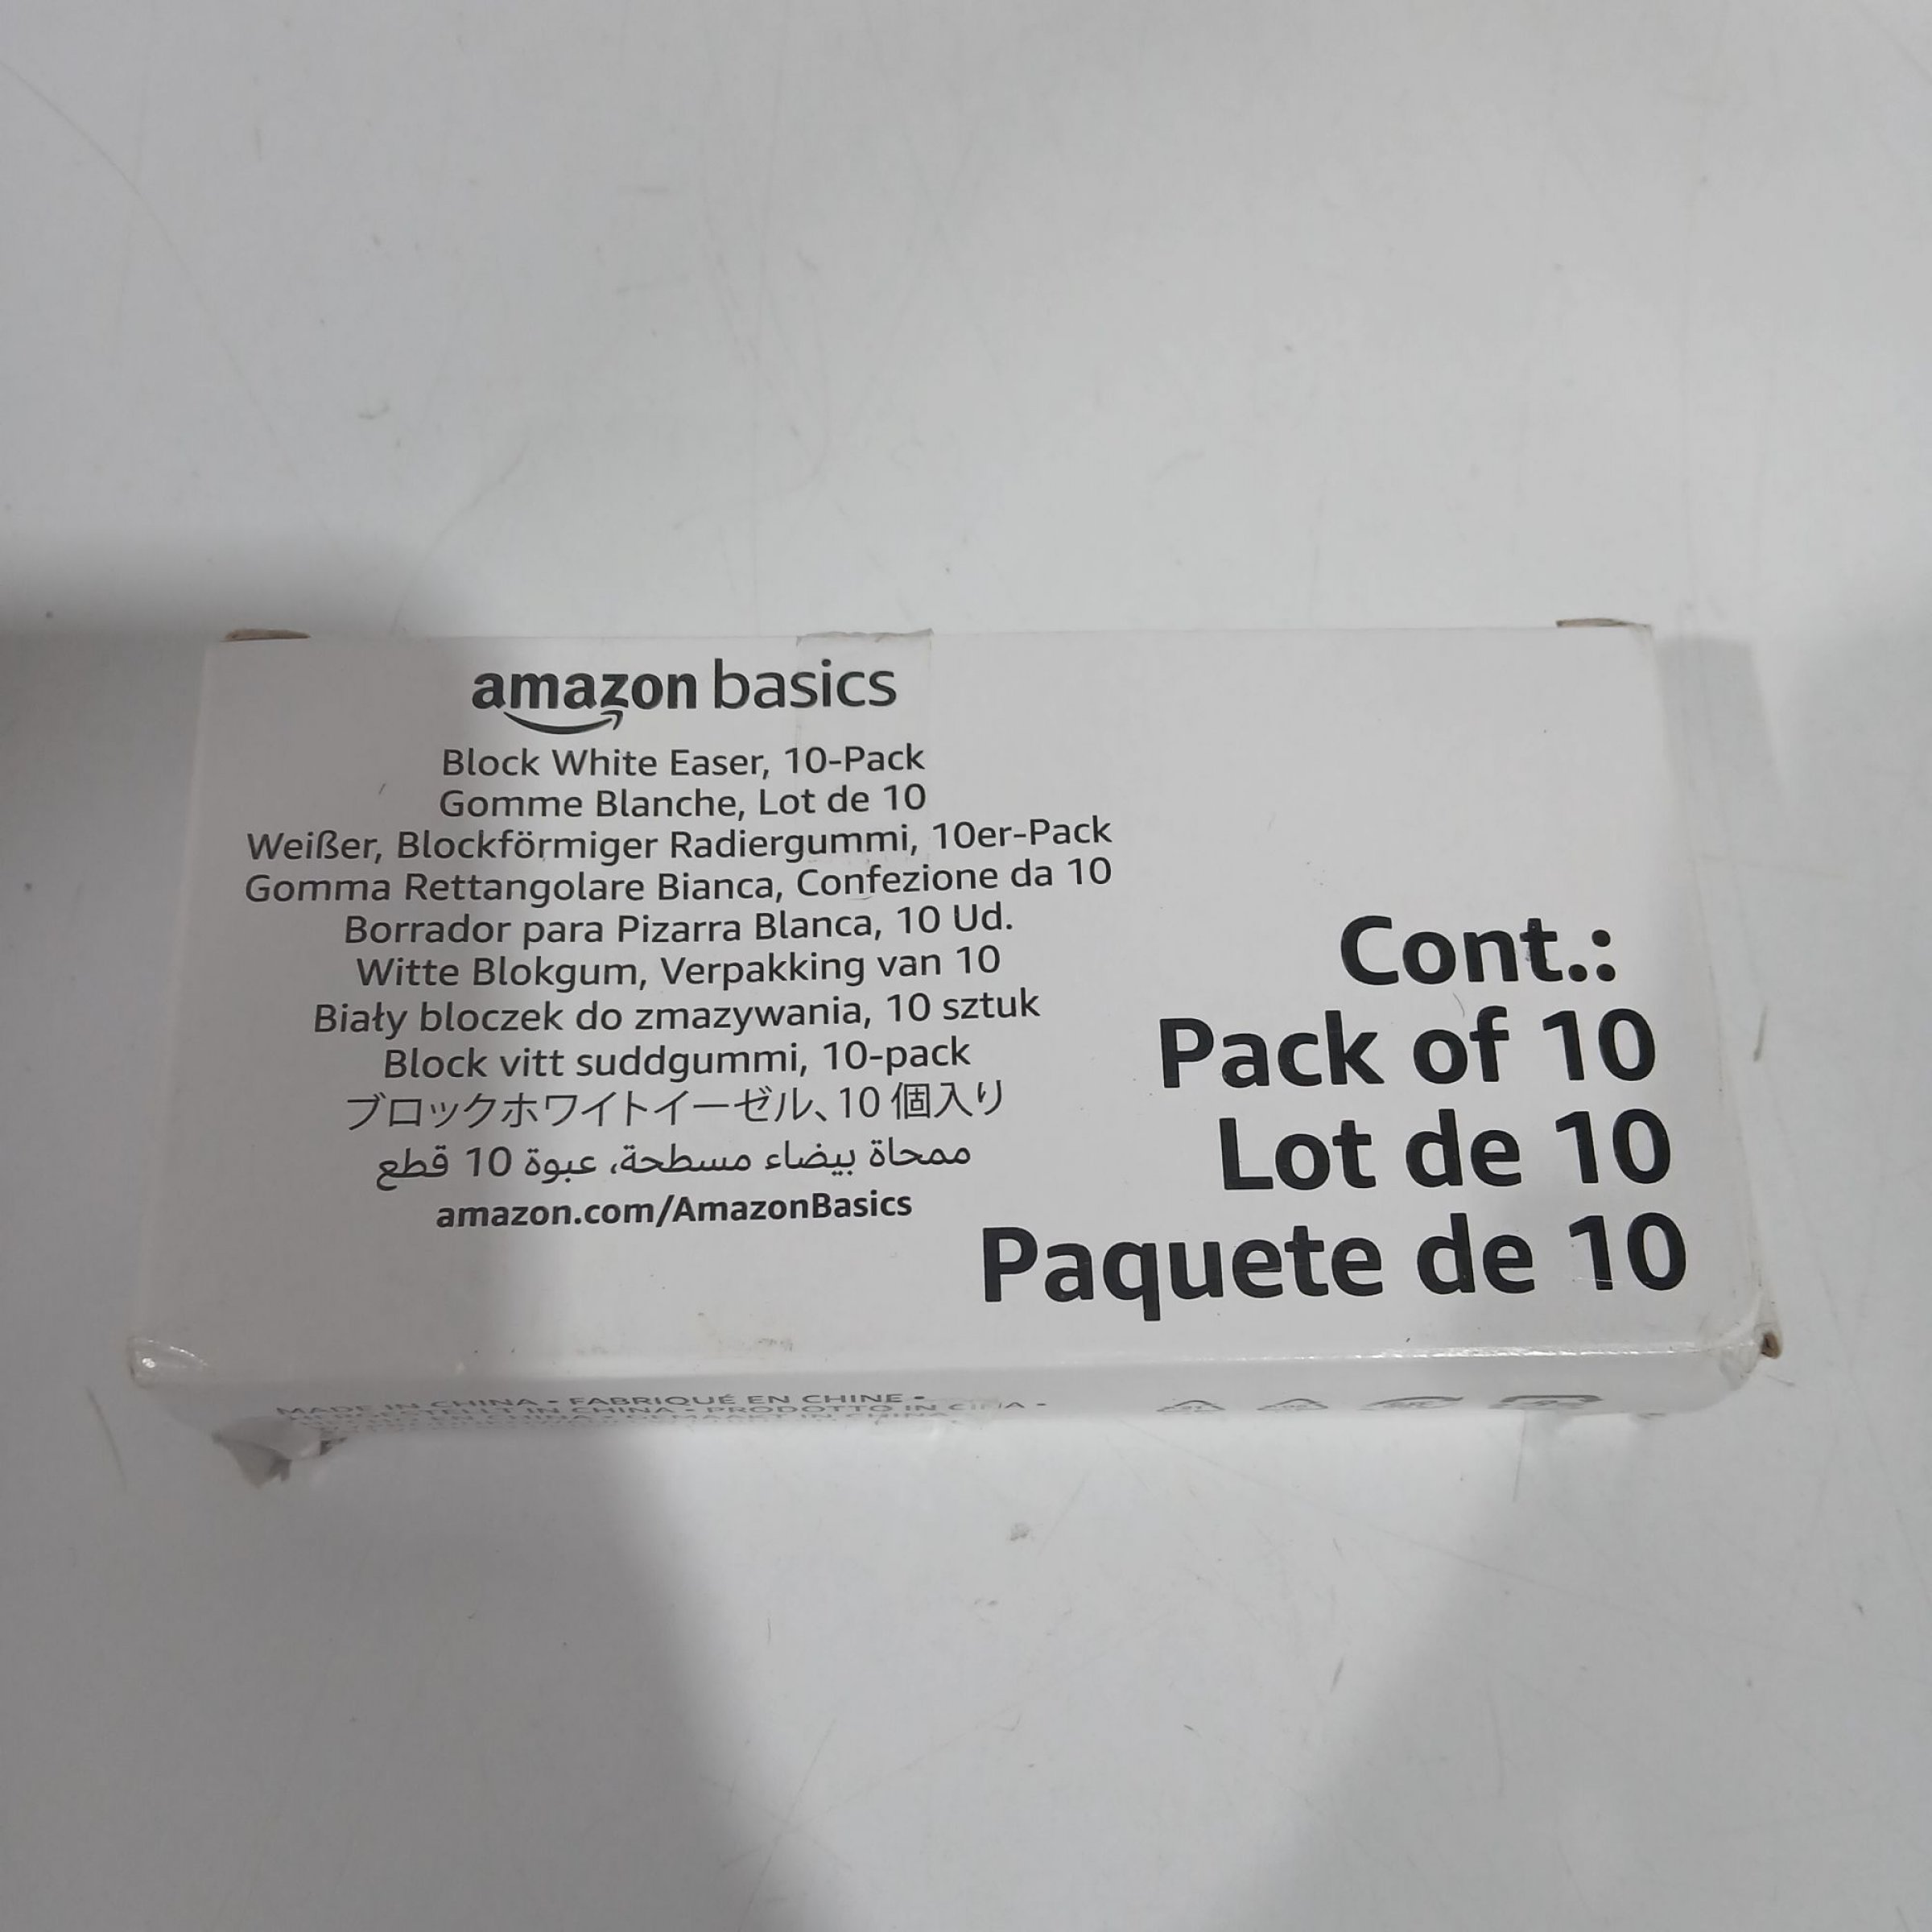 amazon basics
Block White Easer, 10-Pack
Gomme Blanche, Lot de 10
Weißer, Blockförmiger Radiergummi, 10er-Pack
Gomma Rettangolare Bianca, Confezione da 10
Borrador para Pizarra Blanca, 10 Ud.
Witte Blokgum, Verpakking van 10
Biały bloczek do zmazywania, 10 sztuk
Block vitt suddgummi, 10-pack
ブロックホワイトイーゼル、10 個入り
ممحاة بيضاء مسطحة، عبوة 10 قطع
amazon.com/AmazonBasics
Cont.:
Pack of 10
Lot de 10
Paquete de 10
MADE IN CHINA - FABRIQUÉ EN CHINE -